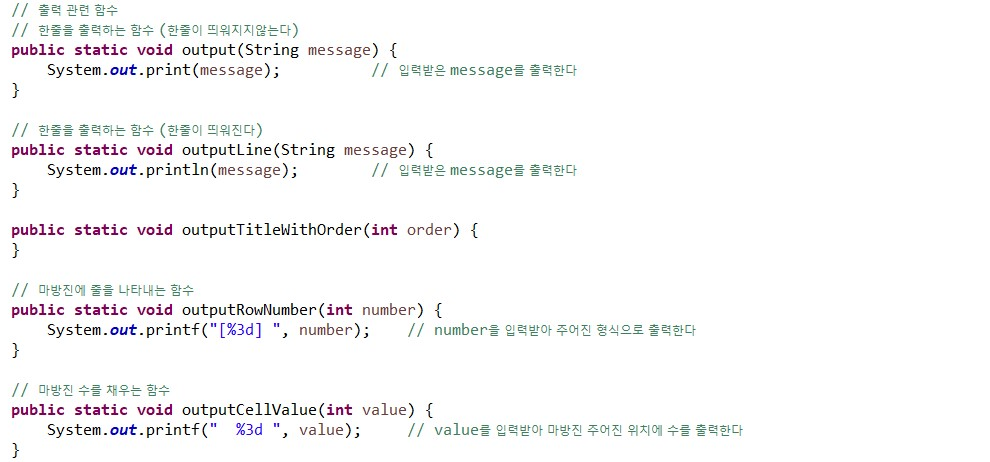 // 출력 관련 함수
// 한줄을 출력하는 함수 (한줄이 띄워지지않는다)
public static void output(String message) {
    System.out.print(message);          // 입력받은 message를 출력한다
}

// 한줄을 출력하는 함수 (한줄이 띄워진다)
public static void outputLine(String message) {
    System.out.println(message);        // 입력받은 message를 출력한다
}

public static void outputTitleWithOrder(int order) {
}

// 마방진에 줄을 나타내는 함수
public static void outputRowNumber(int number) {
    System.out.printf("[%3d] ", number);    // number을 입력받아 주어진 형식으로 출력한다
}

// 마방진 수를 채우는 함수
public static void outputCellValue(int value) {
    System.out.printf("  %3d ", value);     // value를 입력받아 마방진 주어진 위치에 수를 출력한다
}